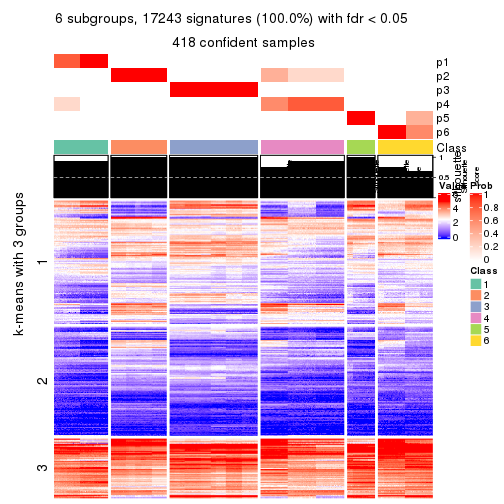 6 subgroups, 17243 signatures (100.0%) with fdr < 0.05
418 confident samples
p1
p2
p3
p4
p5
p6
Class
1
0.5
Silhouette
score
Value
4
2
0
Prob
1
0.8
0.6
0.4
0.2
0
Class
1
2
3
4
5
6
k-means with 3 groups
1
2
3